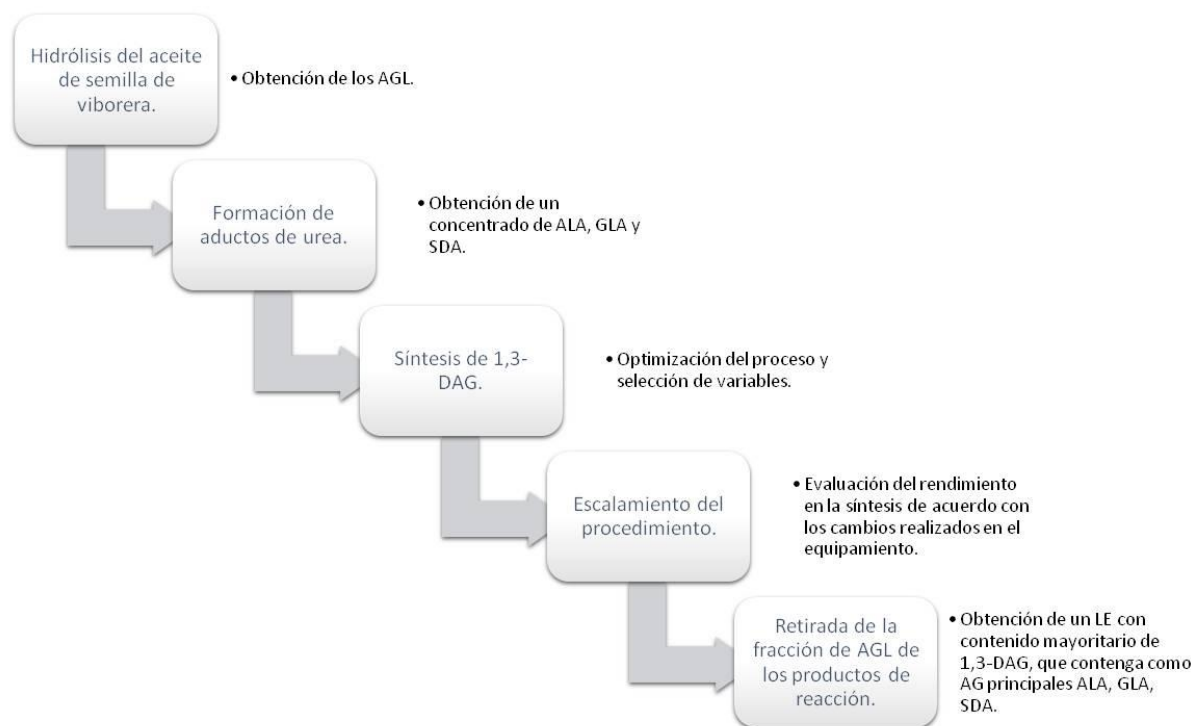 Hidrólisis del aceite
de semilla de
viborera.
• Obtención de los AGL.
Formación de
aductos de urea.
• Obtención de un
concentrado de ALA, GLA y
SDA.
Síntesis de 1,3-
DAG.
• Optimización del proceso y
selección de variables.
Escalamiento del
procedimiento.
• Evaluación del rendimiento
en la síntesis de acuerdo con
los cambios realizados en el
equipamiento.
Retirada de la
fracción de AGL de
los productos de
reacción.
• Obtención de un LE con
contenido mayoritario de
1,3-DAG, que contenga como
AG principales ALA, GLA,
SDA.